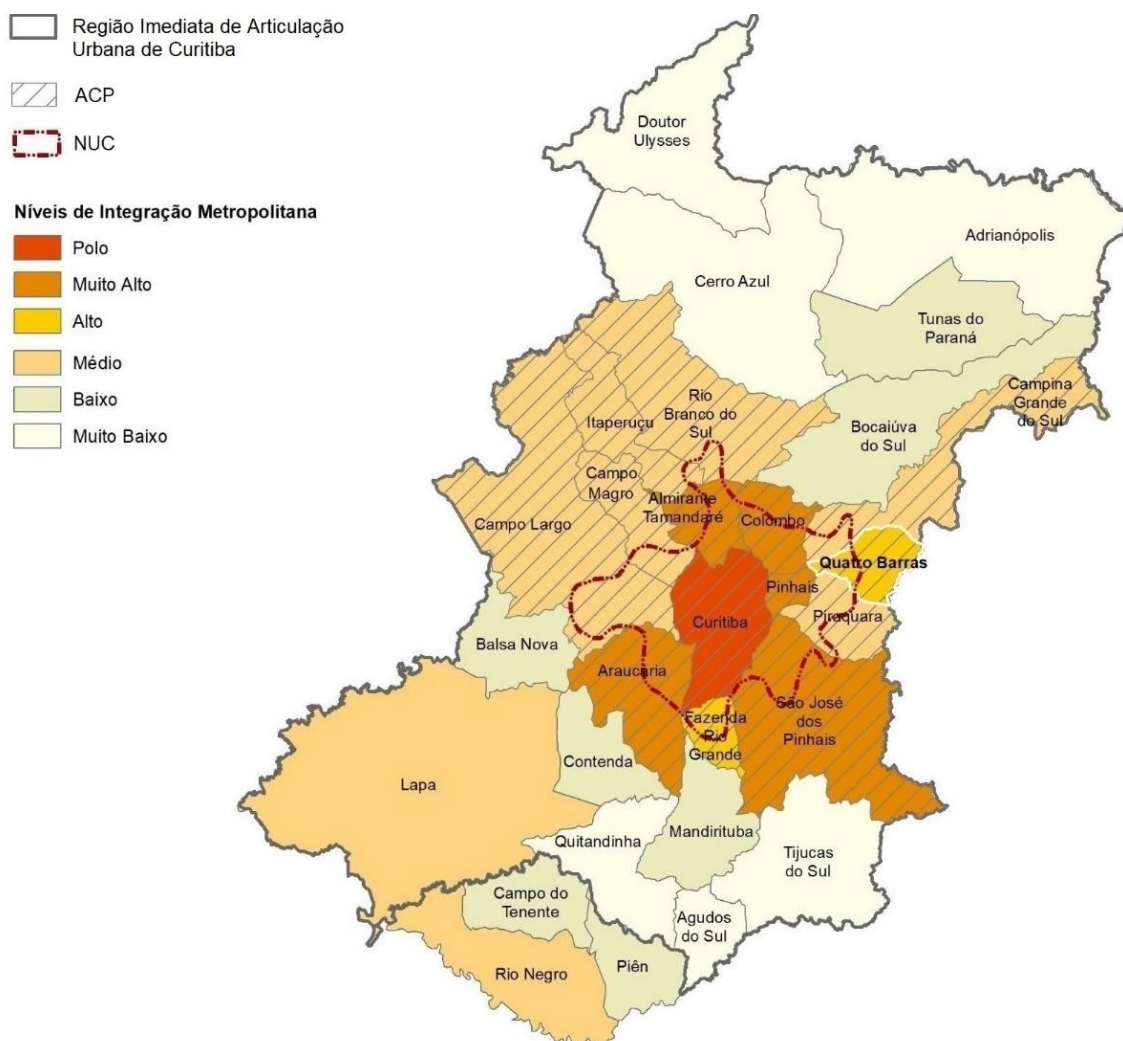 Região Imediata de Articulação
Urbana de Curitiba
ACP
NUC
Níveis de Integração Metropolitana
Polo
Muito Alto
Alto
Médio
Baixo
Muito Baixo
Doutor
Ulysses
Adrianópolis
Cerro Azul
Tunas do
Paraná
Campina
Grande
do Sul
Rio
Branco do
Sul
Itaperuçu
Bocaiúva
do Sul
Campo
Magro
Almirante
Tamandaré
Colombo
Campo Largo
Quatro Barras
Pinhais
Piraquara
Curitiba
Balsa Nova
Araucária
São José
dos
Pinhais
Fazenda
Rio
Grande
Contenda
Lapa
Mandirituba
Quitandinha
Tijucas
do Sul
Campo do
Tenente
Agudos
do Sul
Piên
Rio Negro